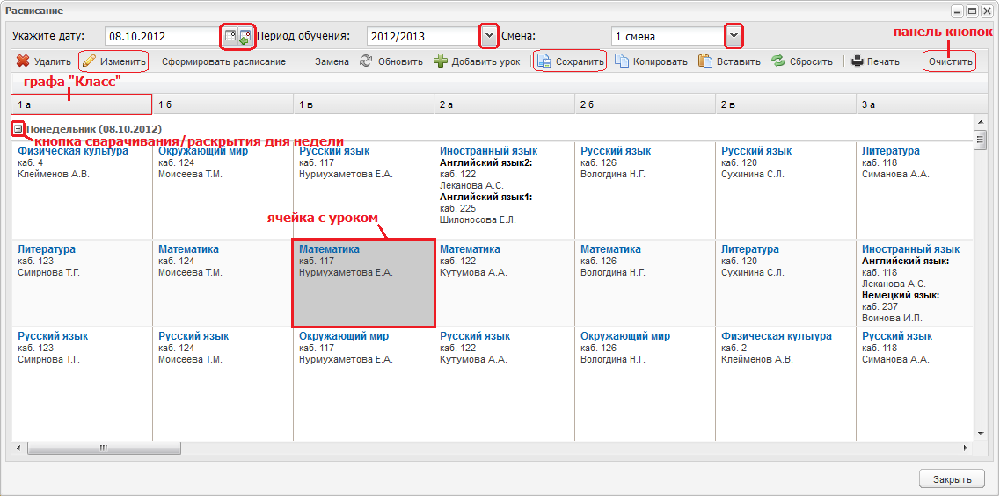 Расписание
Укажите дату: 08.10.2012 Период обучения: 2012/2013 Смена: 1 смена
панель кнопок
Удалить Изменить Сформировать расписание Замена Обновить Добавить урок Сохранить Копировать Вставить Сбросить Печать Очистить
графа "Класс"
1 а 1 б 1 в 2 а 2 б 2 в 3 а
Понедельник (08.10.2012)
кнопка сварачивания/раскрытия дня недели
Физическая культура Окружающий мир Русский язык Иностранный язык Русский язык Русский язык Литература
каб. 4 каб. 124 каб. 117 Английский язык2: каб. 126 каб. 120 каб. 118
Клейменов А.В. Моисеева Т.М. Нурмухаметова Е.А. каб. 122 Вологдина Н.Г. Сухинина С.Л. Симанова А.А.
Леканова А.С.
Английский язык1:
каб. 225
Шилоносова Е.Л.
ячейка с уроком
Литература Математика Математика Математика Математика Литература Иностранный язык
каб. 123 каб. 124 каб. 117 каб. 122 каб. 126 каб. 120 Английский язык:
Смирнова Т.Г. Моисеева Т.М. Нурмухаметова Е.А. Кутумова А.А. Вологдина Н.Г. Сухинина С.Л. каб. 118
Леканова А.С.
Немецкий язык:
каб. 237
Воинова И.П.
Русский язык Русский язык Окружающий мир Русский язык Окружающий мир Физическая культура Русский язык
каб. 123 каб. 124 каб. 117 каб. 122 каб. 126 каб. 2 каб. 118
Смирнова Т.Г. Моисеева Т.М. Нурмухаметова Е.А. Кутумова А.А. Вологдина Н.Г. Клейменов А.В. Симанова А.А.
Закрыть